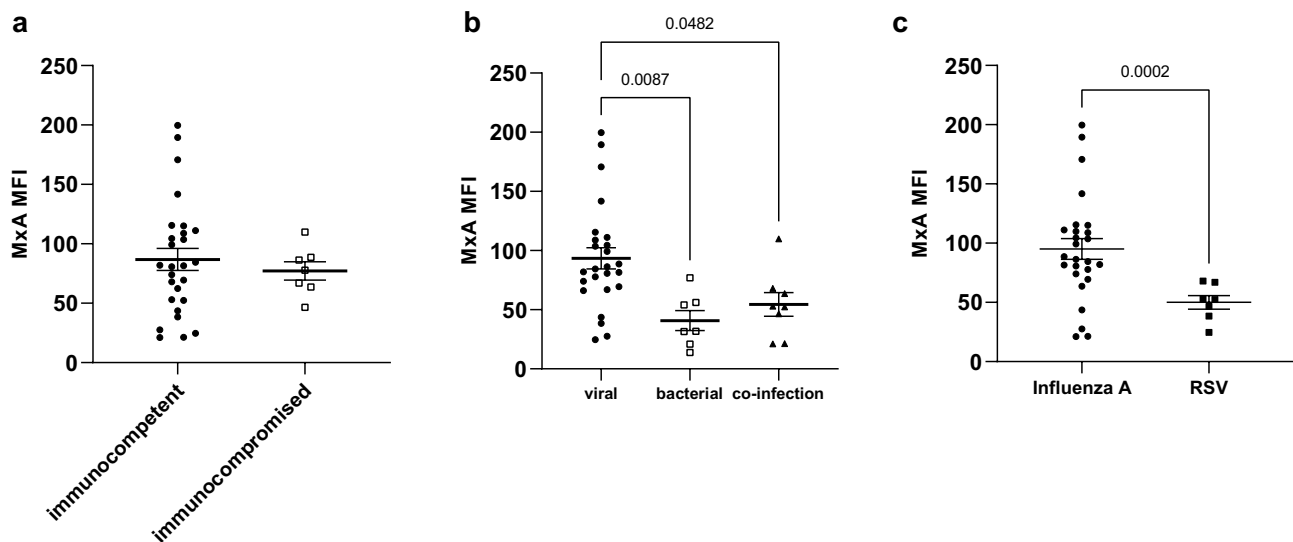 a
250
200
150
100
50
0
MxA MFI
immunocompetent
immunocompromised
b
0.0482
0.0087
250
200
150
100
50
0
MxA MFI
viral
bacterial
co-infection
c
0.0002
250
200
150
100
50
0
MxA MFI
Influenza A
RSV